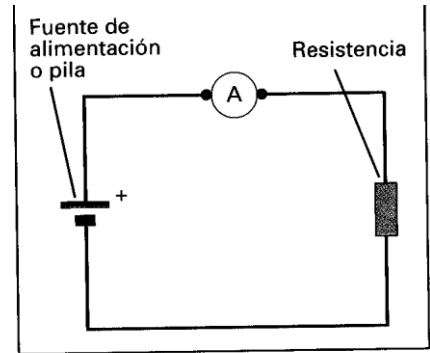 Fuente de
alimentación
o pila
Resistencia
A
+